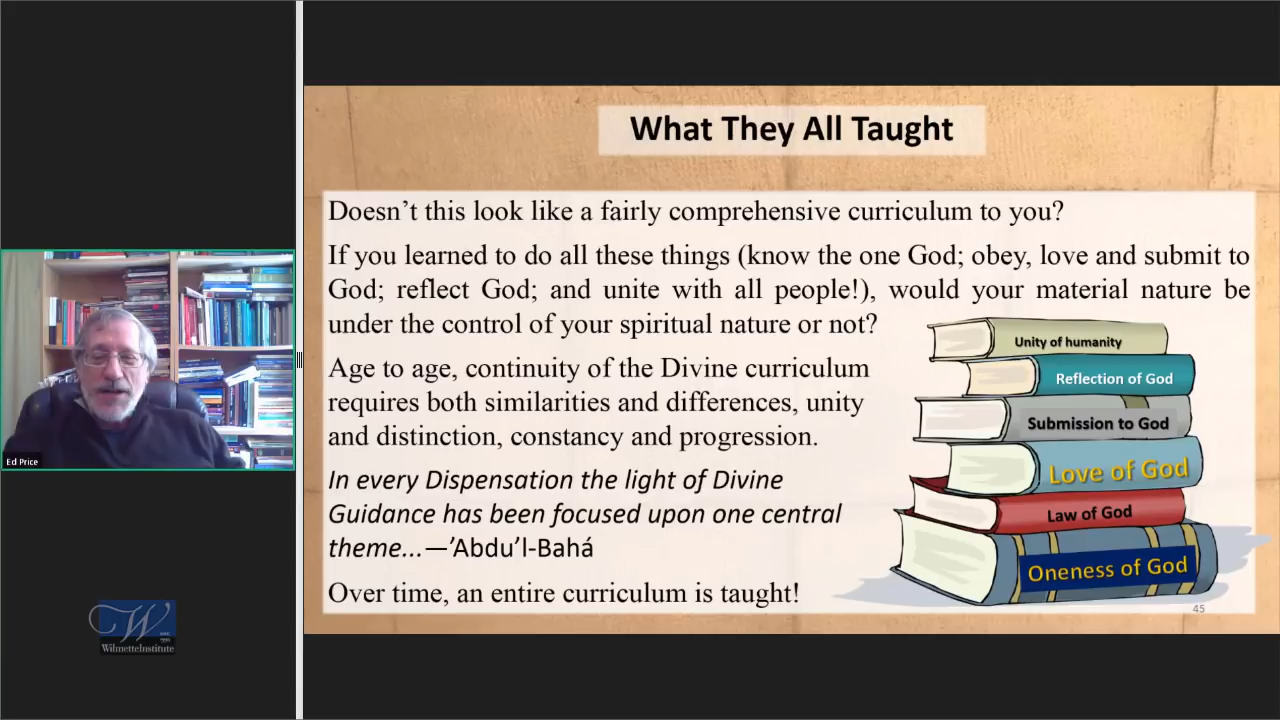 What They All Taught
Doesn’t this look like a fairly comprehensive curriculum to you?
If you learned to do all these things (know the one God; obey, love and submit to
God; reflect God; and unite with all people!), would your material nature be
under the control of your spiritual nature or not?
Age to age, continuity of the Divine curriculum
requires both similarities and differences, unity
and distinction, constancy and progression.
In every Dispensation the light of Divine
Guidance has been focused upon one central
theme...—’Abdu’l-Bahá
Over time, an entire curriculum is taught!
Unity of humanity
Reflection of God
Submission to God
Love of God
Law of God
Oneness of God
45
Ed Price
W
WilmetteInstitute